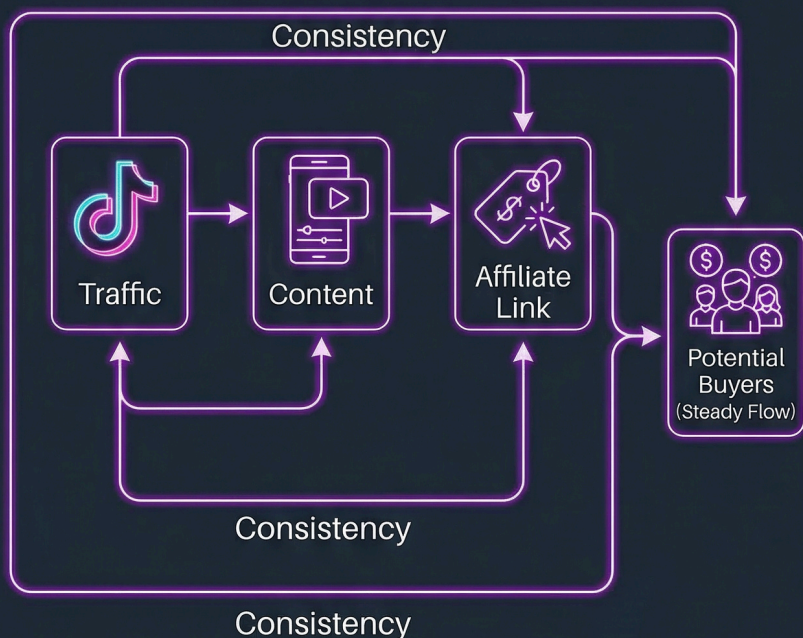 Consistency
Traffic
Content
Affiliate
Link
$
$
$
Potential
Buyers
(Steady Flow)
Consistency
Consistency